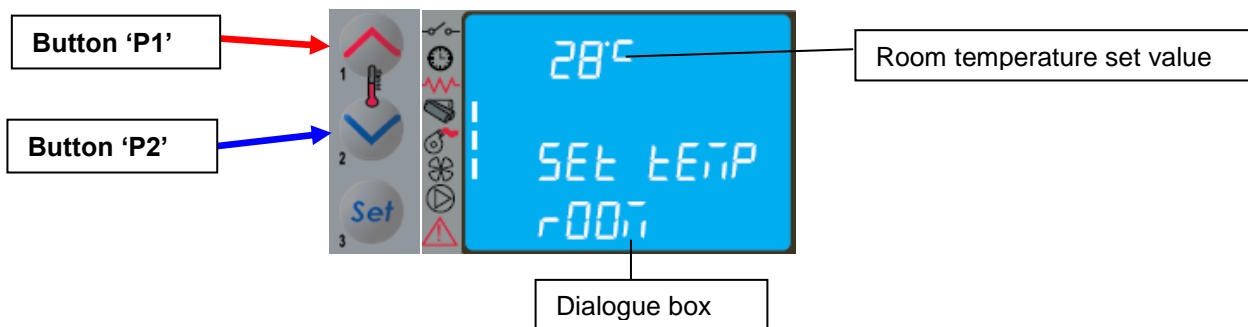 Button ‘P1’
1
28°C
Room temperature set value
Button ‘P2’
2
SEt tEMP
rOOM
Set
3
Dialogue box